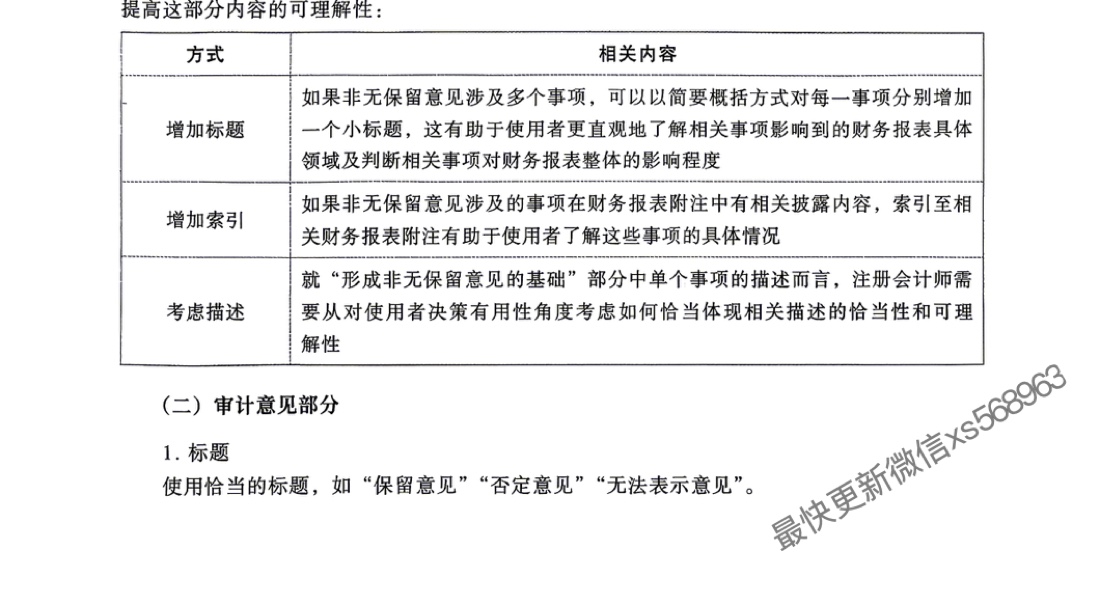 提高这部分内容的可理解性：
方式 相关内容
增加标题
如果非无保留意见涉及多个事项，可以以简要概括方式对每一事项分别增加
一个小标题，这有助于使用者更直观地了解相关事项影响到的财务报表具体
领域及判断相关事项对财务报表整体的影响程度
增加索引
如果非无保留意见涉及的事项在财务报表附注中有相关披露内容，索引至相
关财务报表附注有助于使用者了解这些事项的具体情况
考虑描述
就“形成非无保留意见的基础”部分中单个事项的描述而言，注册会计师需
要从对使用者决策有用性角度考虑如何恰当体现相关描述的恰当性和可理
解性
（二）审计意见部分
1. 标题
使用恰当的标题，如“保留意见”“否定意见”“无法表示意见”。
最快更新微信xs568963